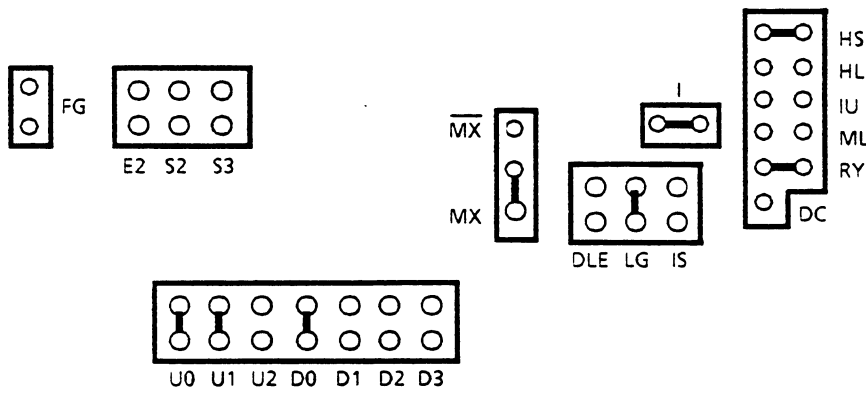 HS
HL
IU
ML
RY
DC
I
FG
E2 S2 S3
M̅X̅
MX
DLE LG IS
U0 U1 U2 D0 D1 D2 D3